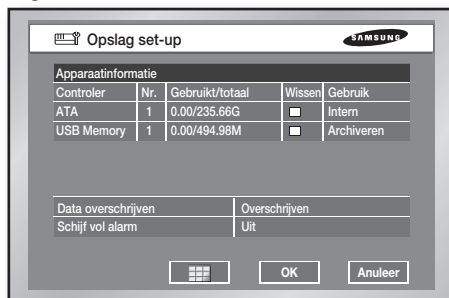 Opslag set-up
SAMSUNG
Apparaatinformatie
Controler Nr. Gebruikt/totaal Wissen Gebruik
ATA 1 0.00/235.66G Intern
USB Memory 1 0.00/494.98M Archiveren
Data overschrijven Overschrijven
Schijf vol alarm Uit
OK Anuleer